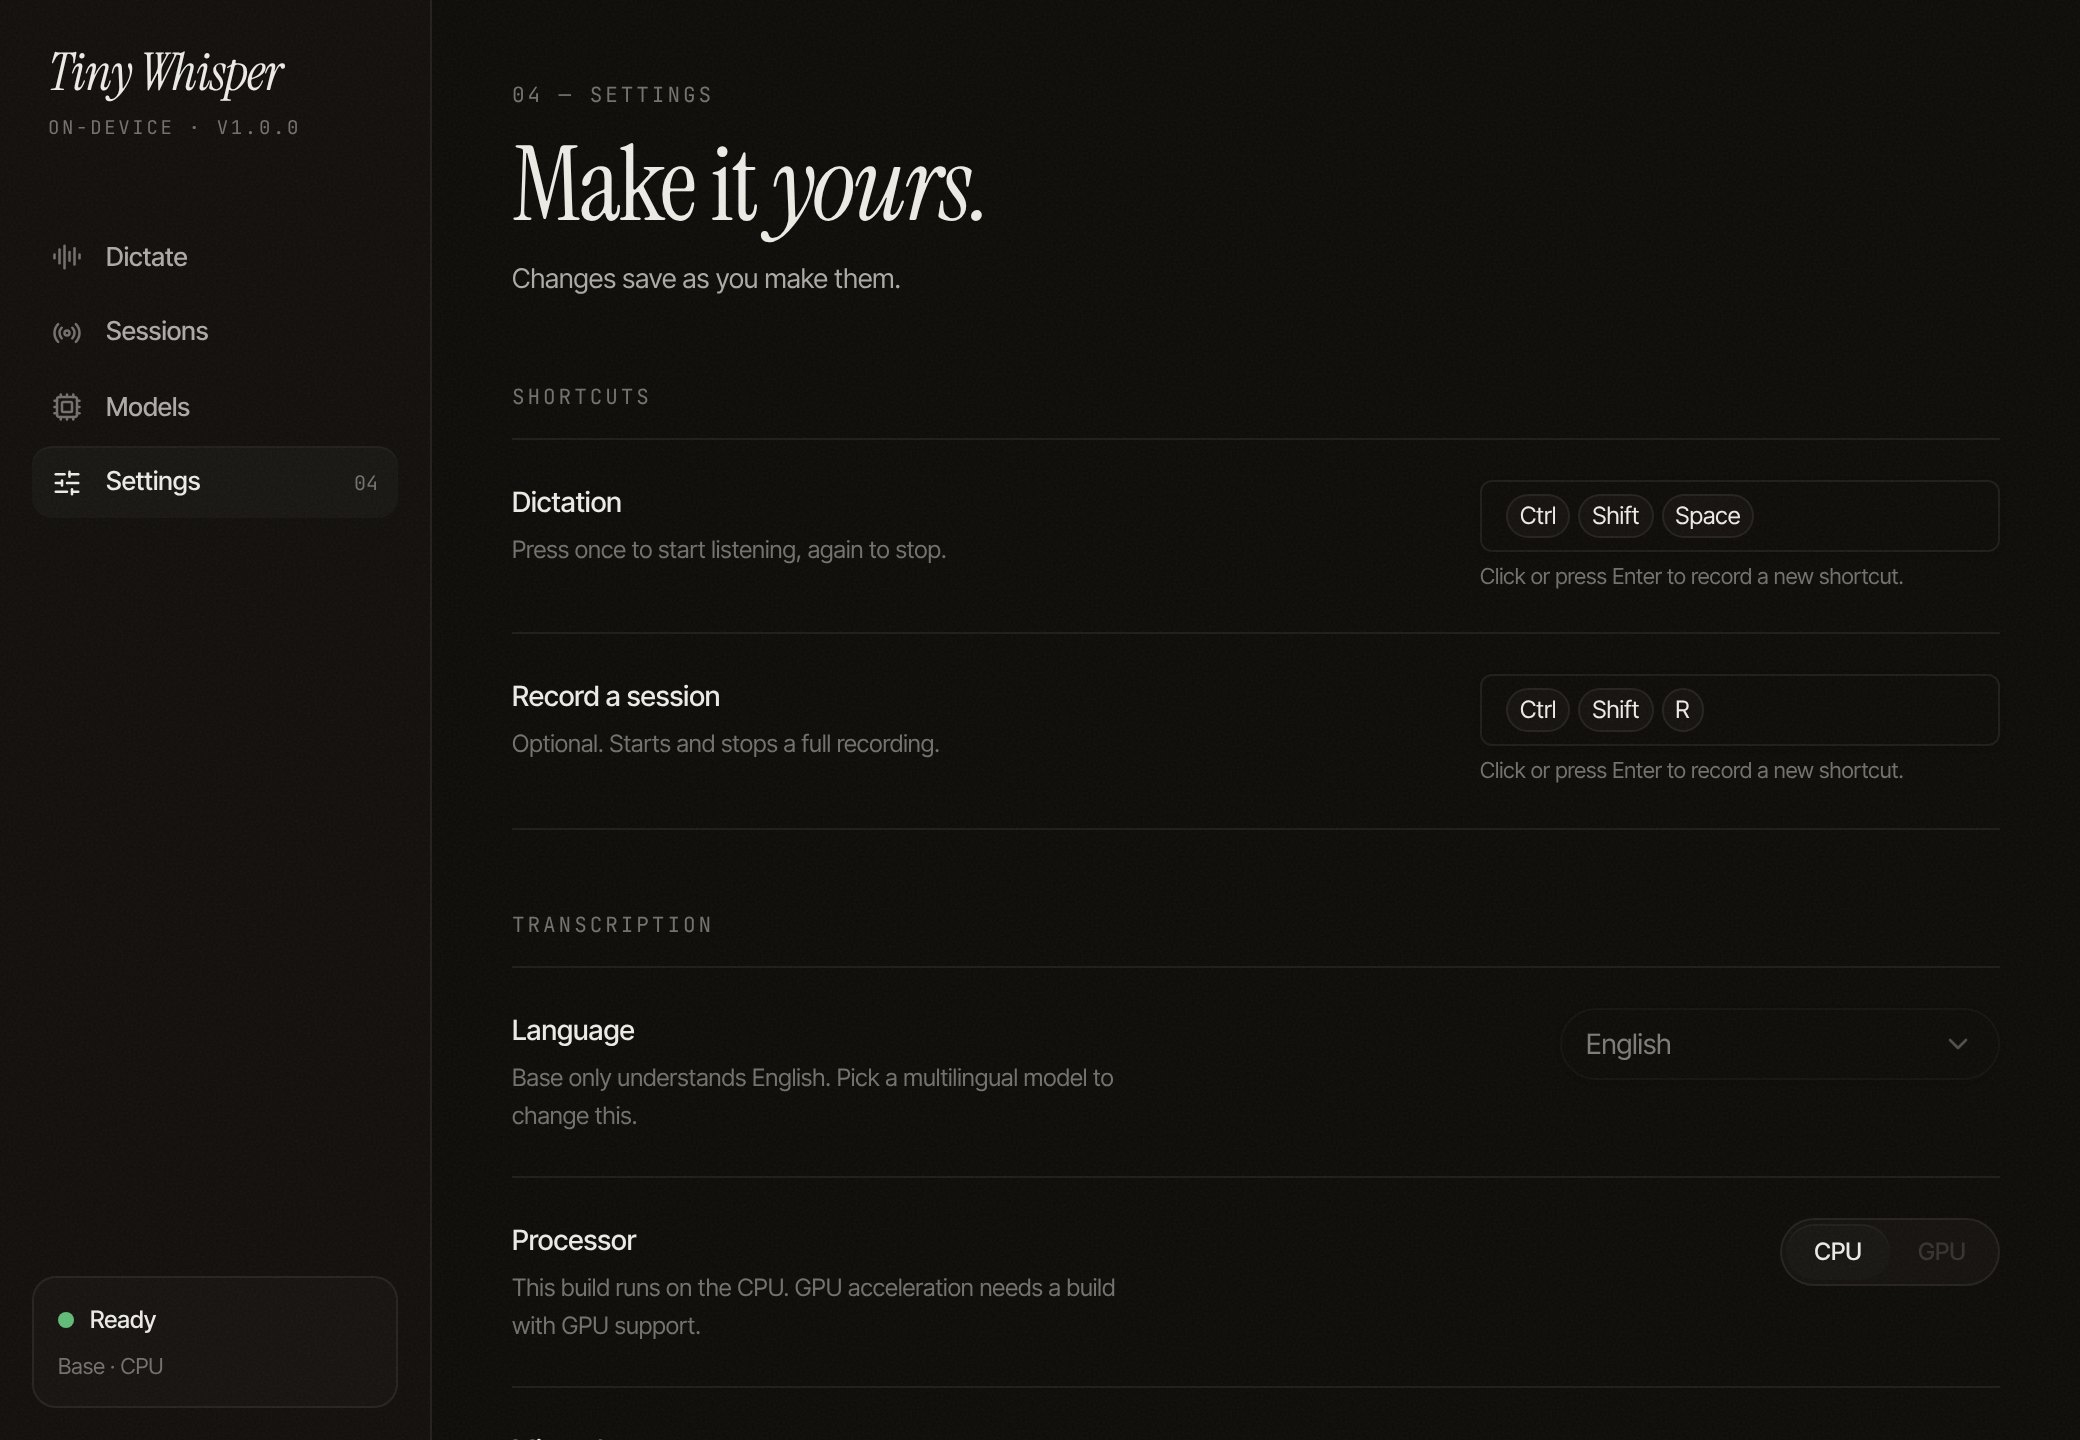 Tiny Whisper
ON-DEVICE · V1.0.0
Dictate
Sessions
Models
Settings 04
Ready
Base · CPU
04 — SETTINGS
Make it yours.
Changes save as you make them.
SHORTCUTS
Dictation
Press once to start listening, again to stop.
Ctrl Shift Space
Click or press Enter to record a new shortcut.
Record a session
Optional. Starts and stops a full recording.
Ctrl Shift R
Click or press Enter to record a new shortcut.
TRANSCRIPTION
Language
Base only understands English. Pick a multilingual model to
change this.
English
Processor
This build runs on the CPU. GPU acceleration needs a build
with GPU support.
CPU GPU